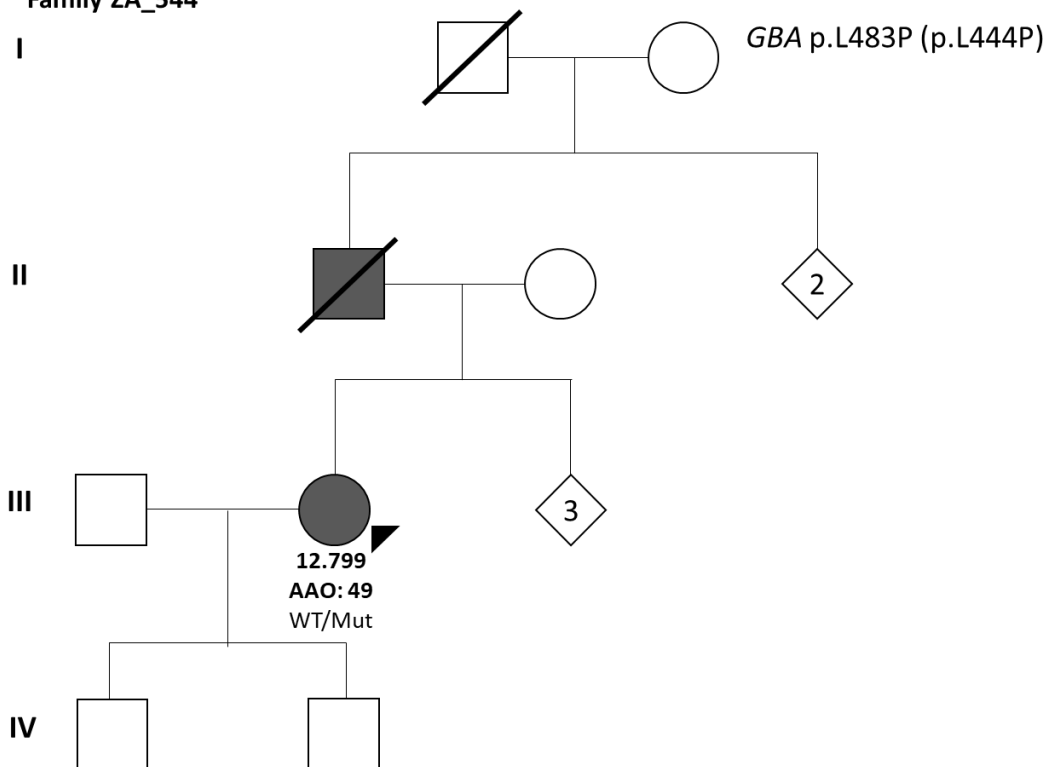 Family ZA_344
I
GBA p.L483P (p.L444P)
II
2
III
3
12.799
AAO: 49
WT/Mut
IV